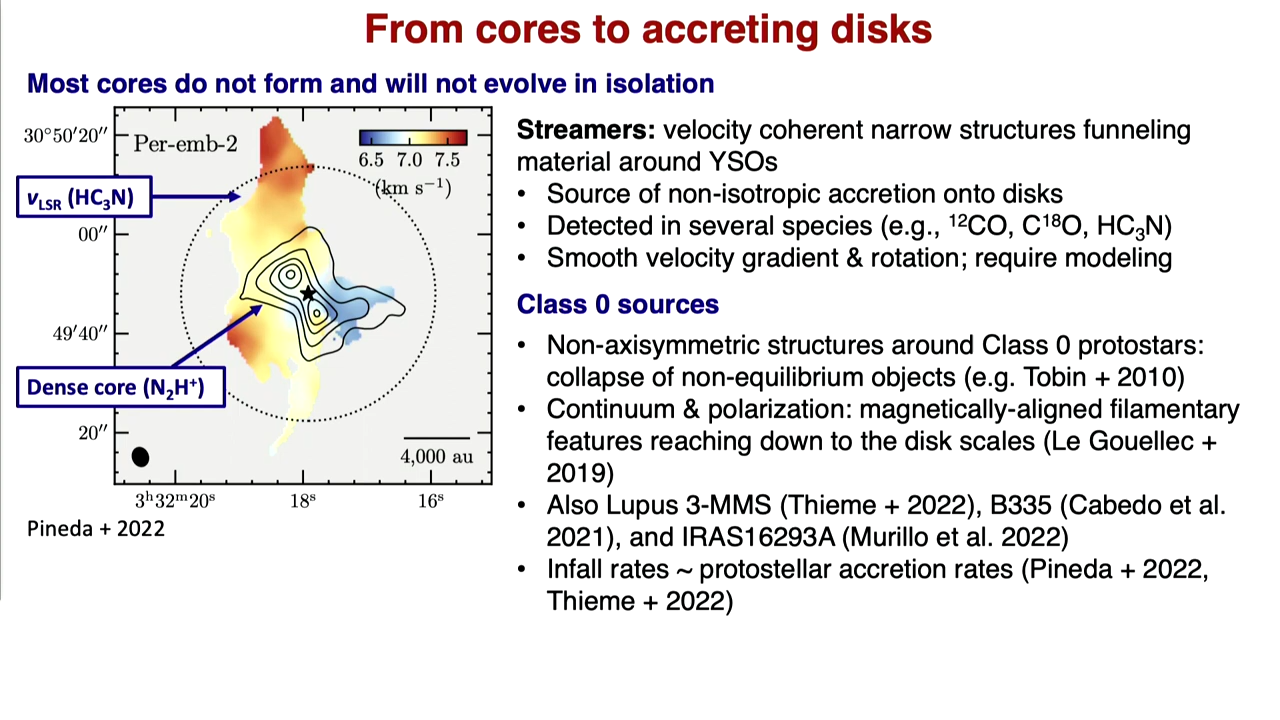 From cores to accreting disks
Most cores do not form and will not evolve in isolation
30°50′20″
Per-emb-2
6.5 7.0 7.5
(km s⁻¹)
v_LSR (HC₃N)
00″
49′40″
Dense core (N₂H⁺)
20″
4,000 au
3ʰ32ᵐ20ˢ 18ˢ 16ˢ
Pineda + 2022
Streamers: velocity coherent narrow structures funneling
material around YSOs
• Source of non-isotropic accretion onto disks
• Detected in several species (e.g., ¹²CO, C¹⁸O, HC₃N)
• Smooth velocity gradient & rotation; require modeling
Class 0 sources
• Non-axisymmetric structures around Class 0 protostars:
collapse of non-equilibrium objects (e.g. Tobin + 2010)
• Continuum & polarization: magnetically-aligned filamentary
features reaching down to the disk scales (Le Gouellec +
2019)
• Also Lupus 3-MMS (Thieme + 2022), B335 (Cabedo et al.
2021), and IRAS16293A (Murillo et al. 2022)
• Infall rates ~ protostellar accretion rates (Pineda + 2022,
Thieme + 2022)